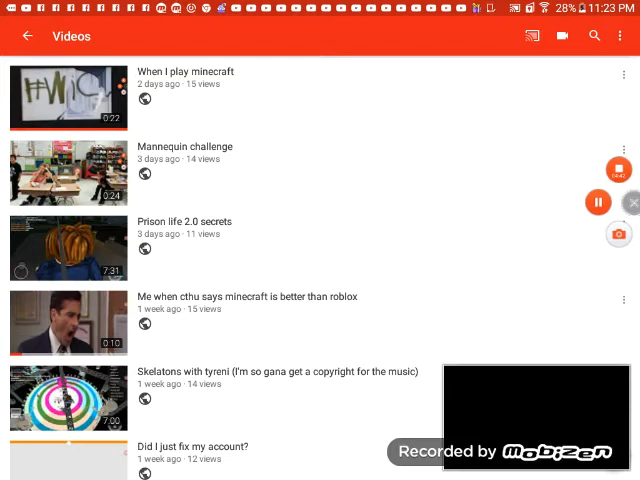 28% 11:23 PM
Videos
When I play minecraft
2 days ago · 15 views
#WiC
0:22
Mannequin challenge
3 days ago · 14 views
0:24
04:42
Prison life 2.0 secrets
3 days ago · 11 views
7:31
Me when cthu says minecraft is better than roblox
1 week ago · 15 views
0:10
Skelatons with tyreni (I'm so gana get a copyright for the music)
1 week ago · 14 views
7:00
Did I just fix my account?
1 week ago · 12 views
Recorded by mobizen